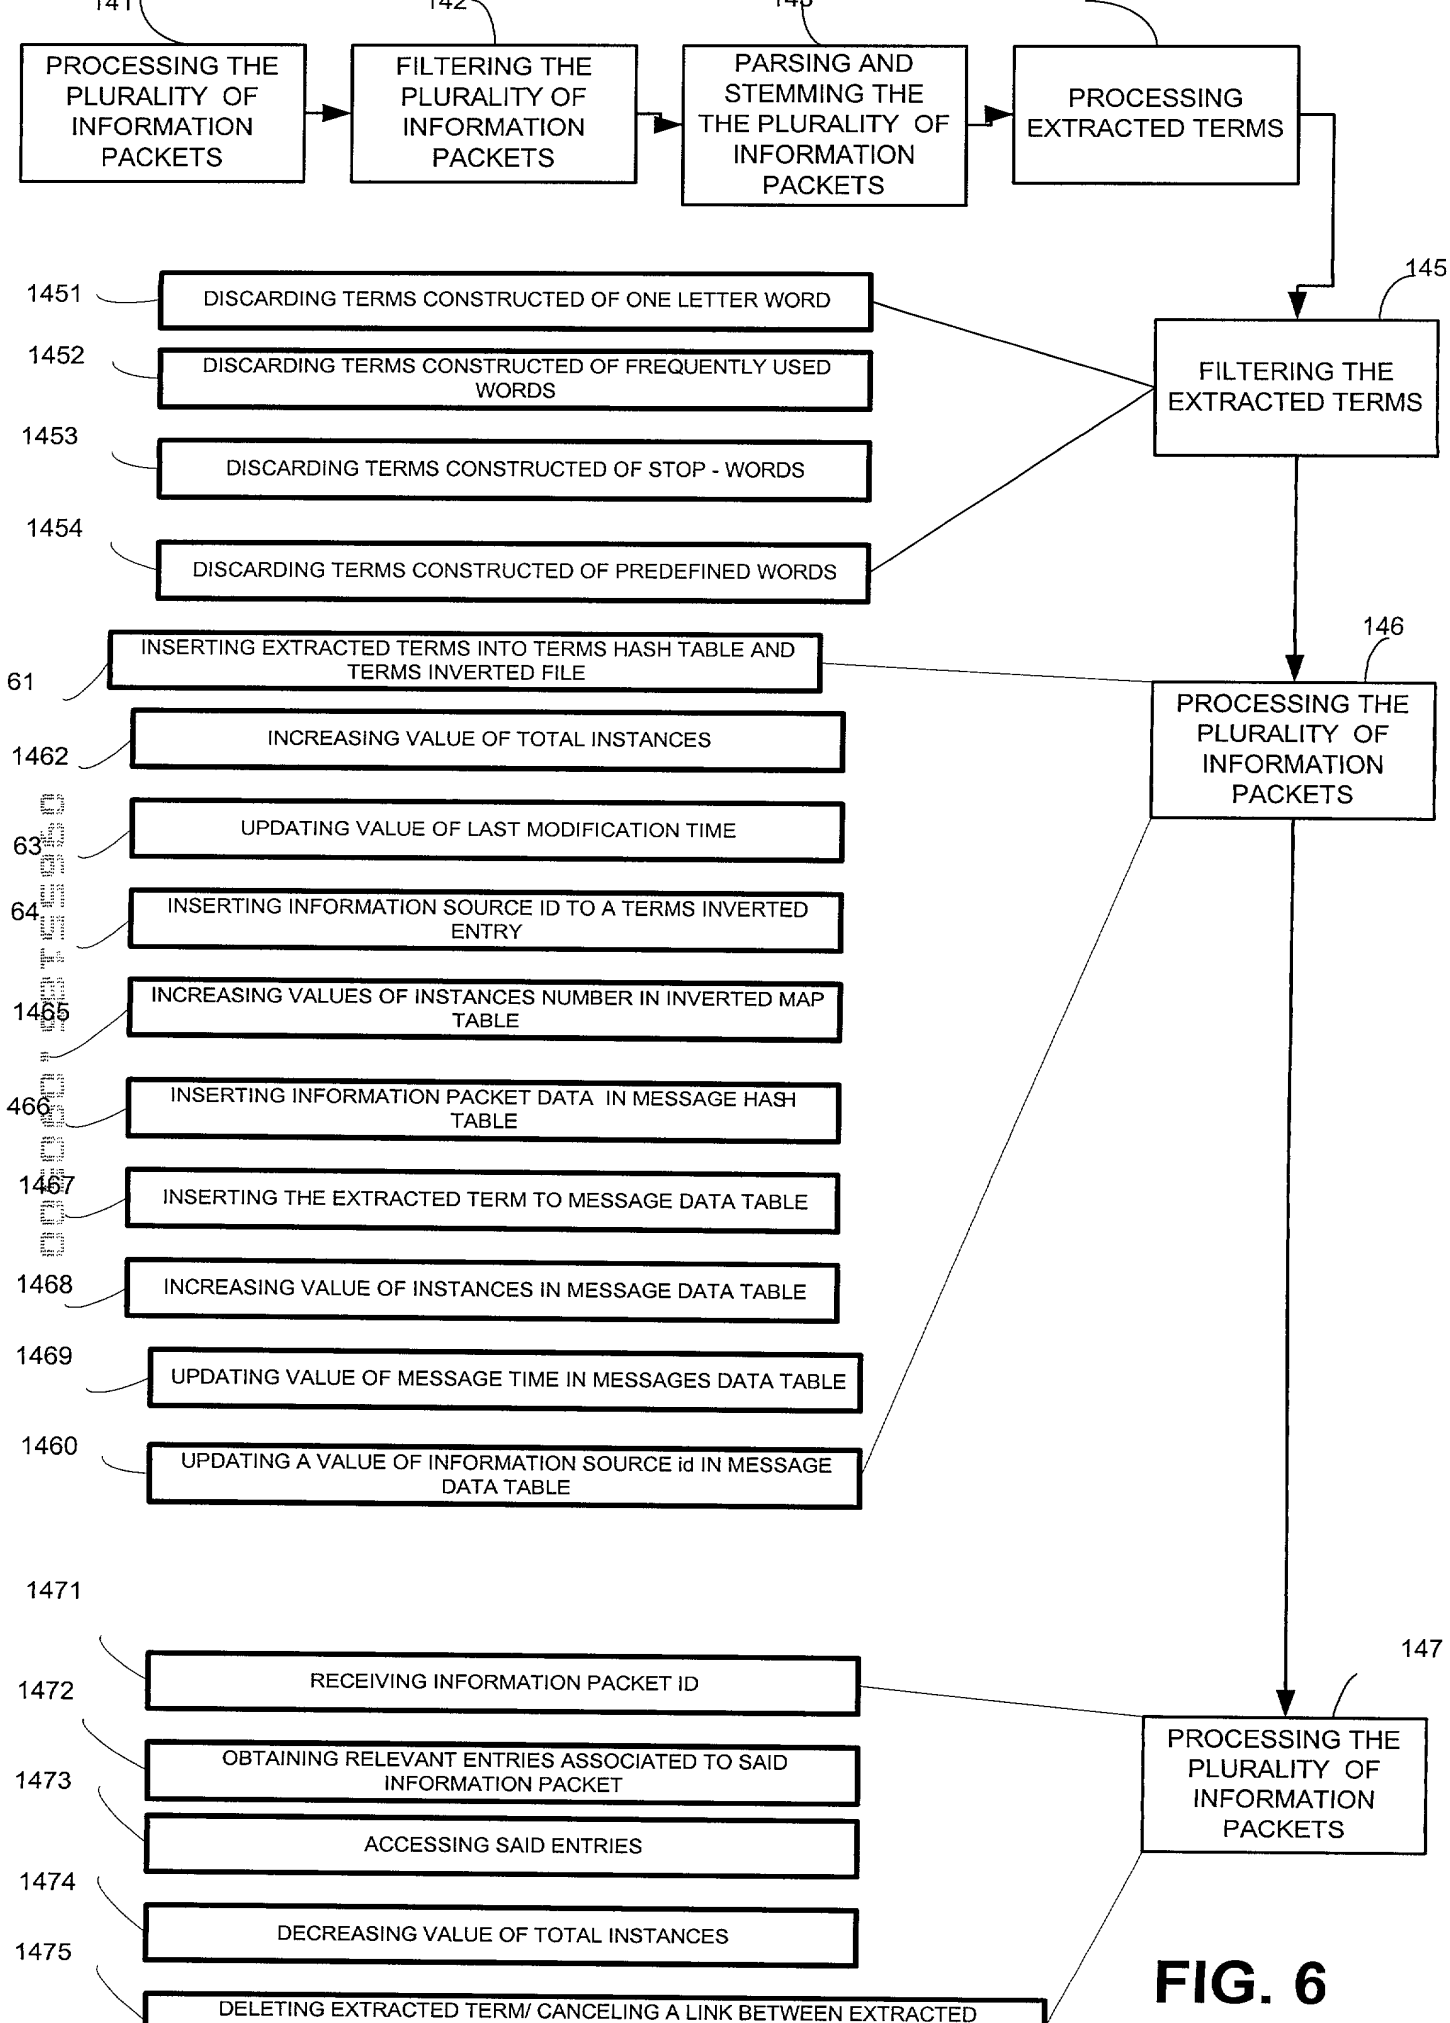 141
142
143
PROCESSING THE
PLURALITY OF
INFORMATION
PACKETS
FILTERING THE
PLURALITY OF
INFORMATION
PACKETS
PARSING AND
STEMMING THE
THE PLURALITY OF
INFORMATION
PACKETS
PROCESSING
EXTRACTED TERMS
145
FILTERING THE
EXTRACTED TERMS
1451
DISCARDING TERMS CONSTRUCTED OF ONE LETTER WORD
1452
DISCARDING TERMS CONSTRUCTED OF FREQUENTLY USED
WORDS
1453
DISCARDING TERMS CONSTRUCTED OF STOP - WORDS
1454
DISCARDING TERMS CONSTRUCTED OF PREDEFINED WORDS
146
PROCESSING THE
PLURALITY OF
INFORMATION
PACKETS
61
INSERTING EXTRACTED TERMS INTO TERMS HASH TABLE AND
TERMS INVERTED FILE
1462
INCREASING VALUE OF TOTAL INSTANCES
63
UPDATING VALUE OF LAST MODIFICATION TIME
64
INSERTING INFORMATION SOURCE ID TO A TERMS INVERTED
ENTRY
1465
INCREASING VALUES OF INSTANCES NUMBER IN INVERTED MAP
TABLE
466
INSERTING INFORMATION PACKET DATA IN MESSAGE HASH
TABLE
1467
INSERTING THE EXTRACTED TERM TO MESSAGE DATA TABLE
1468
INCREASING VALUE OF INSTANCES IN MESSAGE DATA TABLE
1469
UPDATING VALUE OF MESSAGE TIME IN MESSAGES DATA TABLE
1460
UPDATING A VALUE OF INFORMATION SOURCE id IN MESSAGE
DATA TABLE
147
PROCESSING THE
PLURALITY OF
INFORMATION
PACKETS
1471
RECEIVING INFORMATION PACKET ID
1472
OBTAINING RELEVANT ENTRIES ASSOCIATED TO SAID
INFORMATION PACKET
1473
ACCESSING SAID ENTRIES
1474
DECREASING VALUE OF TOTAL INSTANCES
1475
DELETING EXTRACTED TERM/ CANCELING A LINK BETWEEN EXTRACTED
FIG. 6